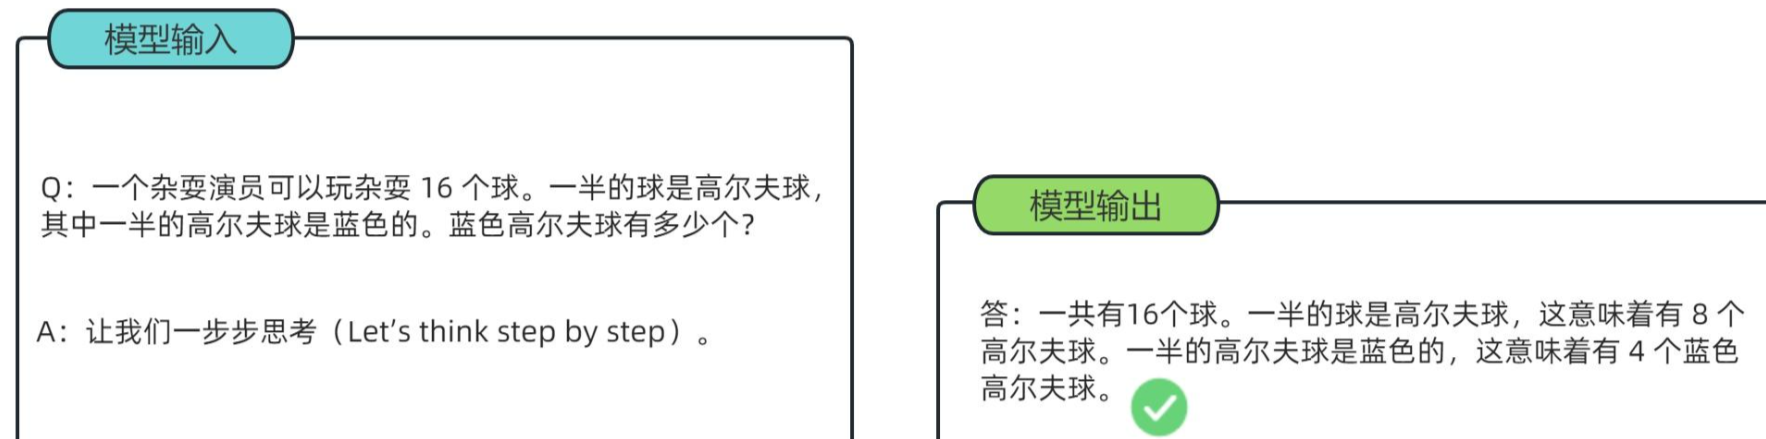 模型输入
Q：一个杂耍演员可以玩杂耍 16 个球。一半的球是高尔夫球，
其中一半的高尔夫球是蓝色的。蓝色高尔夫球有多少个？
A：让我们一步步思考（Let’s think step by step）。
模型输出
答：一共有16个球。一半的球是高尔夫球，这意味着有 8 个
高尔夫球。一半的高尔夫球是蓝色的，这意味着有 4 个蓝色
高尔夫球。